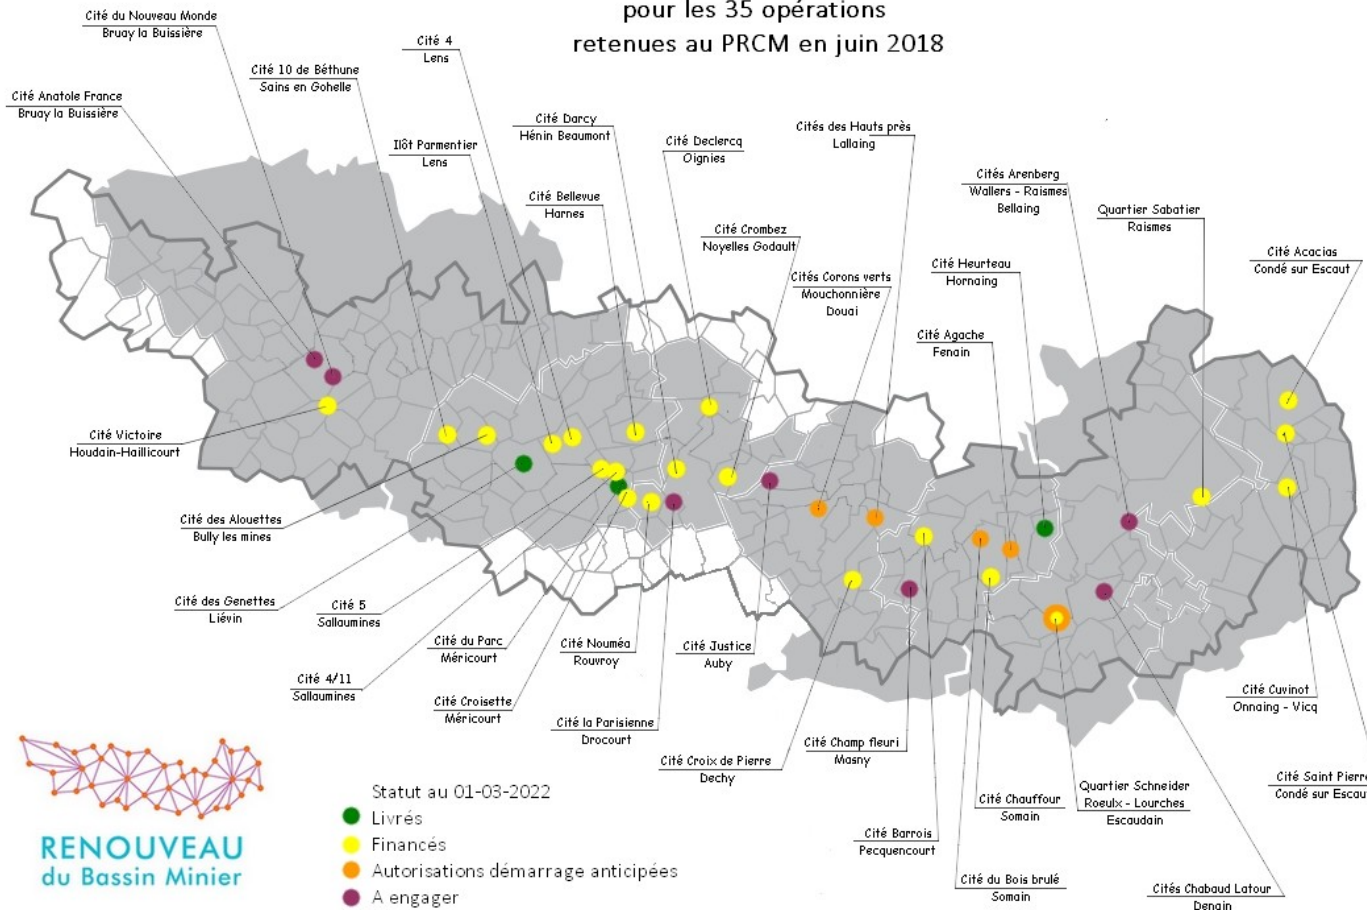 pour les 35 opérations
retenues au PRCM en juin 2018
Cité du Nouveau Monde
Bruay la Buissière
Cité 4
Lens
Cité 10 de Béthune
Sains en Gohelle
Cité Anatole France
Bruay la Buissière
Cité Darcy
Hénin Beaumont
Cités des Hauts près
Lallaing
Ilôt Parmentier
Lens
Cité Declercq
Oignies
Cités Arenberg
Wallers - Raismes
Bellaing
Cité Bellevue
Harnes
Quartier Sabatier
Raismes
Cité Crombez
Noyelles Godault
Cité Acacias
Condé sur Escaut
Cité Heurteau
Hornaing
Cités Corons verts
Mouchonnière
Douai
Cité Agache
Fenain
Cité Victoire
Houdain-Haillicourt
Cité des Alouettes
Bully les mines
Cité des Genettes
Liévin
Cité 5
Sallaumines
Cité du Parc
Méricourt
Cité Nouméa
Rouvroy
Cité Justice
Auby
Cité 4/11
Sallaumines
Cité Croisette
Méricourt
Cité la Parisienne
Drocourt
Cité Cuvinot
Onnaing - Vicq
Cité Champ fleuri
Masny
Cité Croix de Pierre
Dechy
Cité Saint Pierre
Condé sur Escaut
Quartier Schneider
Roeulx - Lourches
Escaudain
Cité Chauffour
Somain
Cité Barrois
Pecquencourt
Cité du Bois brulé
Somain
Cités Chabaud Latour
Denain
Statut au 01-03-2022
Livrés
Financés
Autorisations démarrage anticipées
A engager
RENOUVEAU
du Bassin Minier